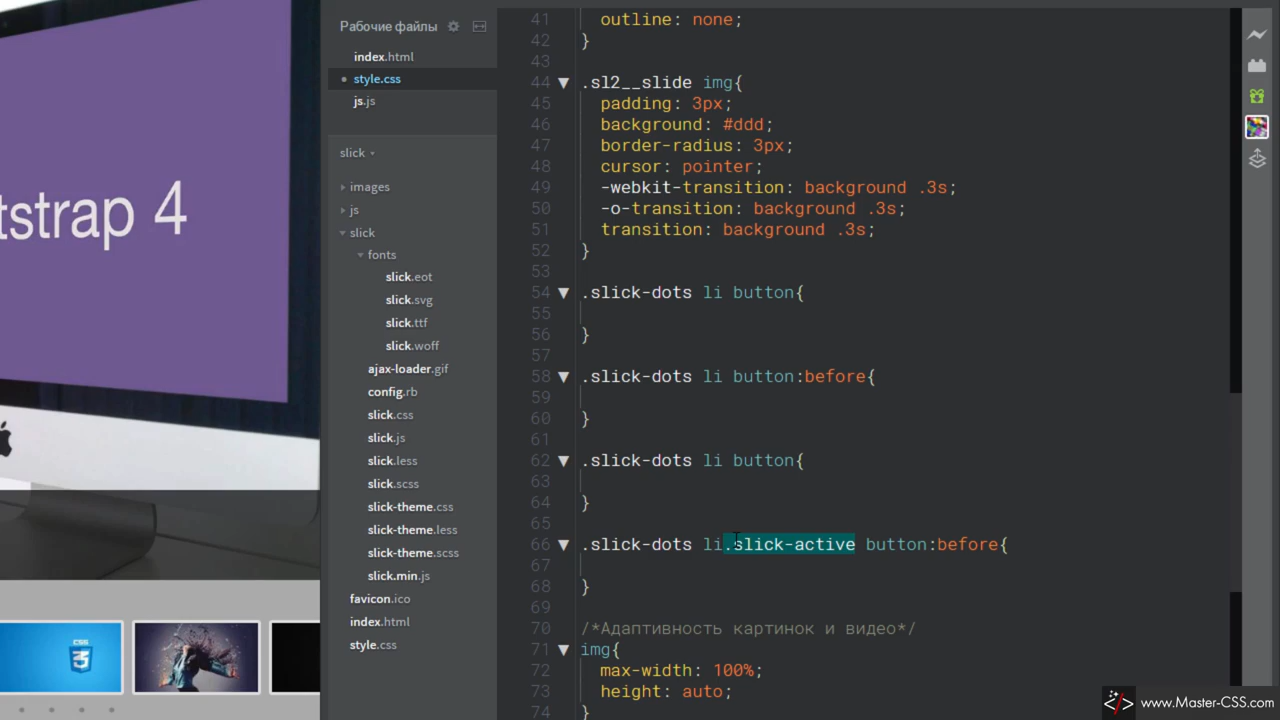 tstrap 4
CSS
Рабочие файлы
index.html
style.css
js.js
slick
images
js
slick
fonts
slick.eot
slick.svg
slick.ttf
slick.woff
ajax-loader.gif
config.rb
slick.css
slick.js
slick.less
slick.scss
slick-theme.css
slick-theme.less
slick-theme.scss
slick.min.js
favicon.ico
index.html
style.css
41 outline: none;
42 }
43
44 .sl2__slide img{
45 padding: 3px;
46 background: #ddd;
47 border-radius: 3px;
48 cursor: pointer;
49 -webkit-transition: background .3s;
50 -o-transition: background .3s;
51 transition: background .3s;
52 }
53
54 .slick-dots li button{
55
56 }
57
58 .slick-dots li button:before{
59
60 }
61
62 .slick-dots li button{
63
64 }
65
66 .slick-dots li.slick-active button:before{
67
68 }
69
70 /*Адаптивность картинок и видео*/
71 img{
72 max-width: 100%;
73 height: auto;
74 }
</> www.Master-CSS.com